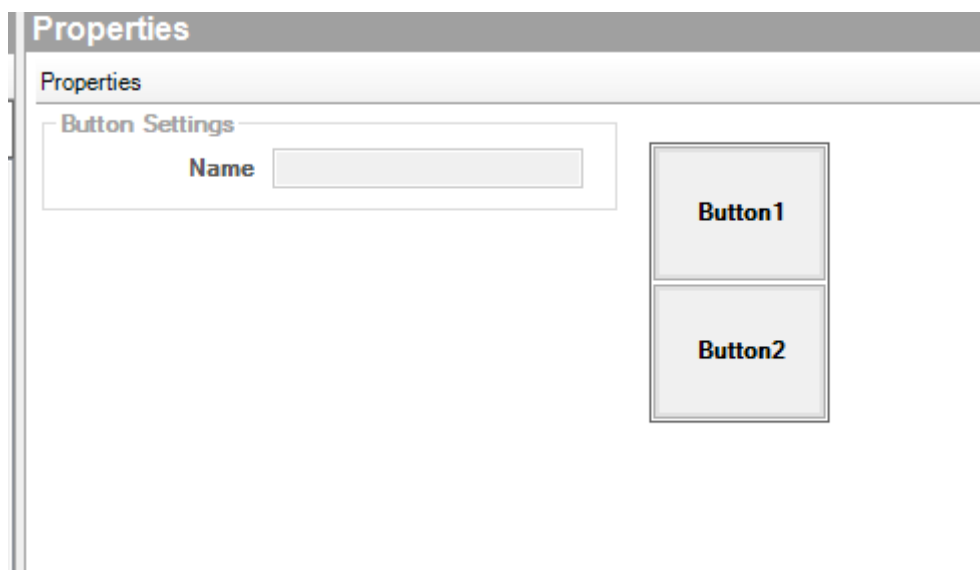 Properties
Properties
Button Settings
Name
Button1
Button2